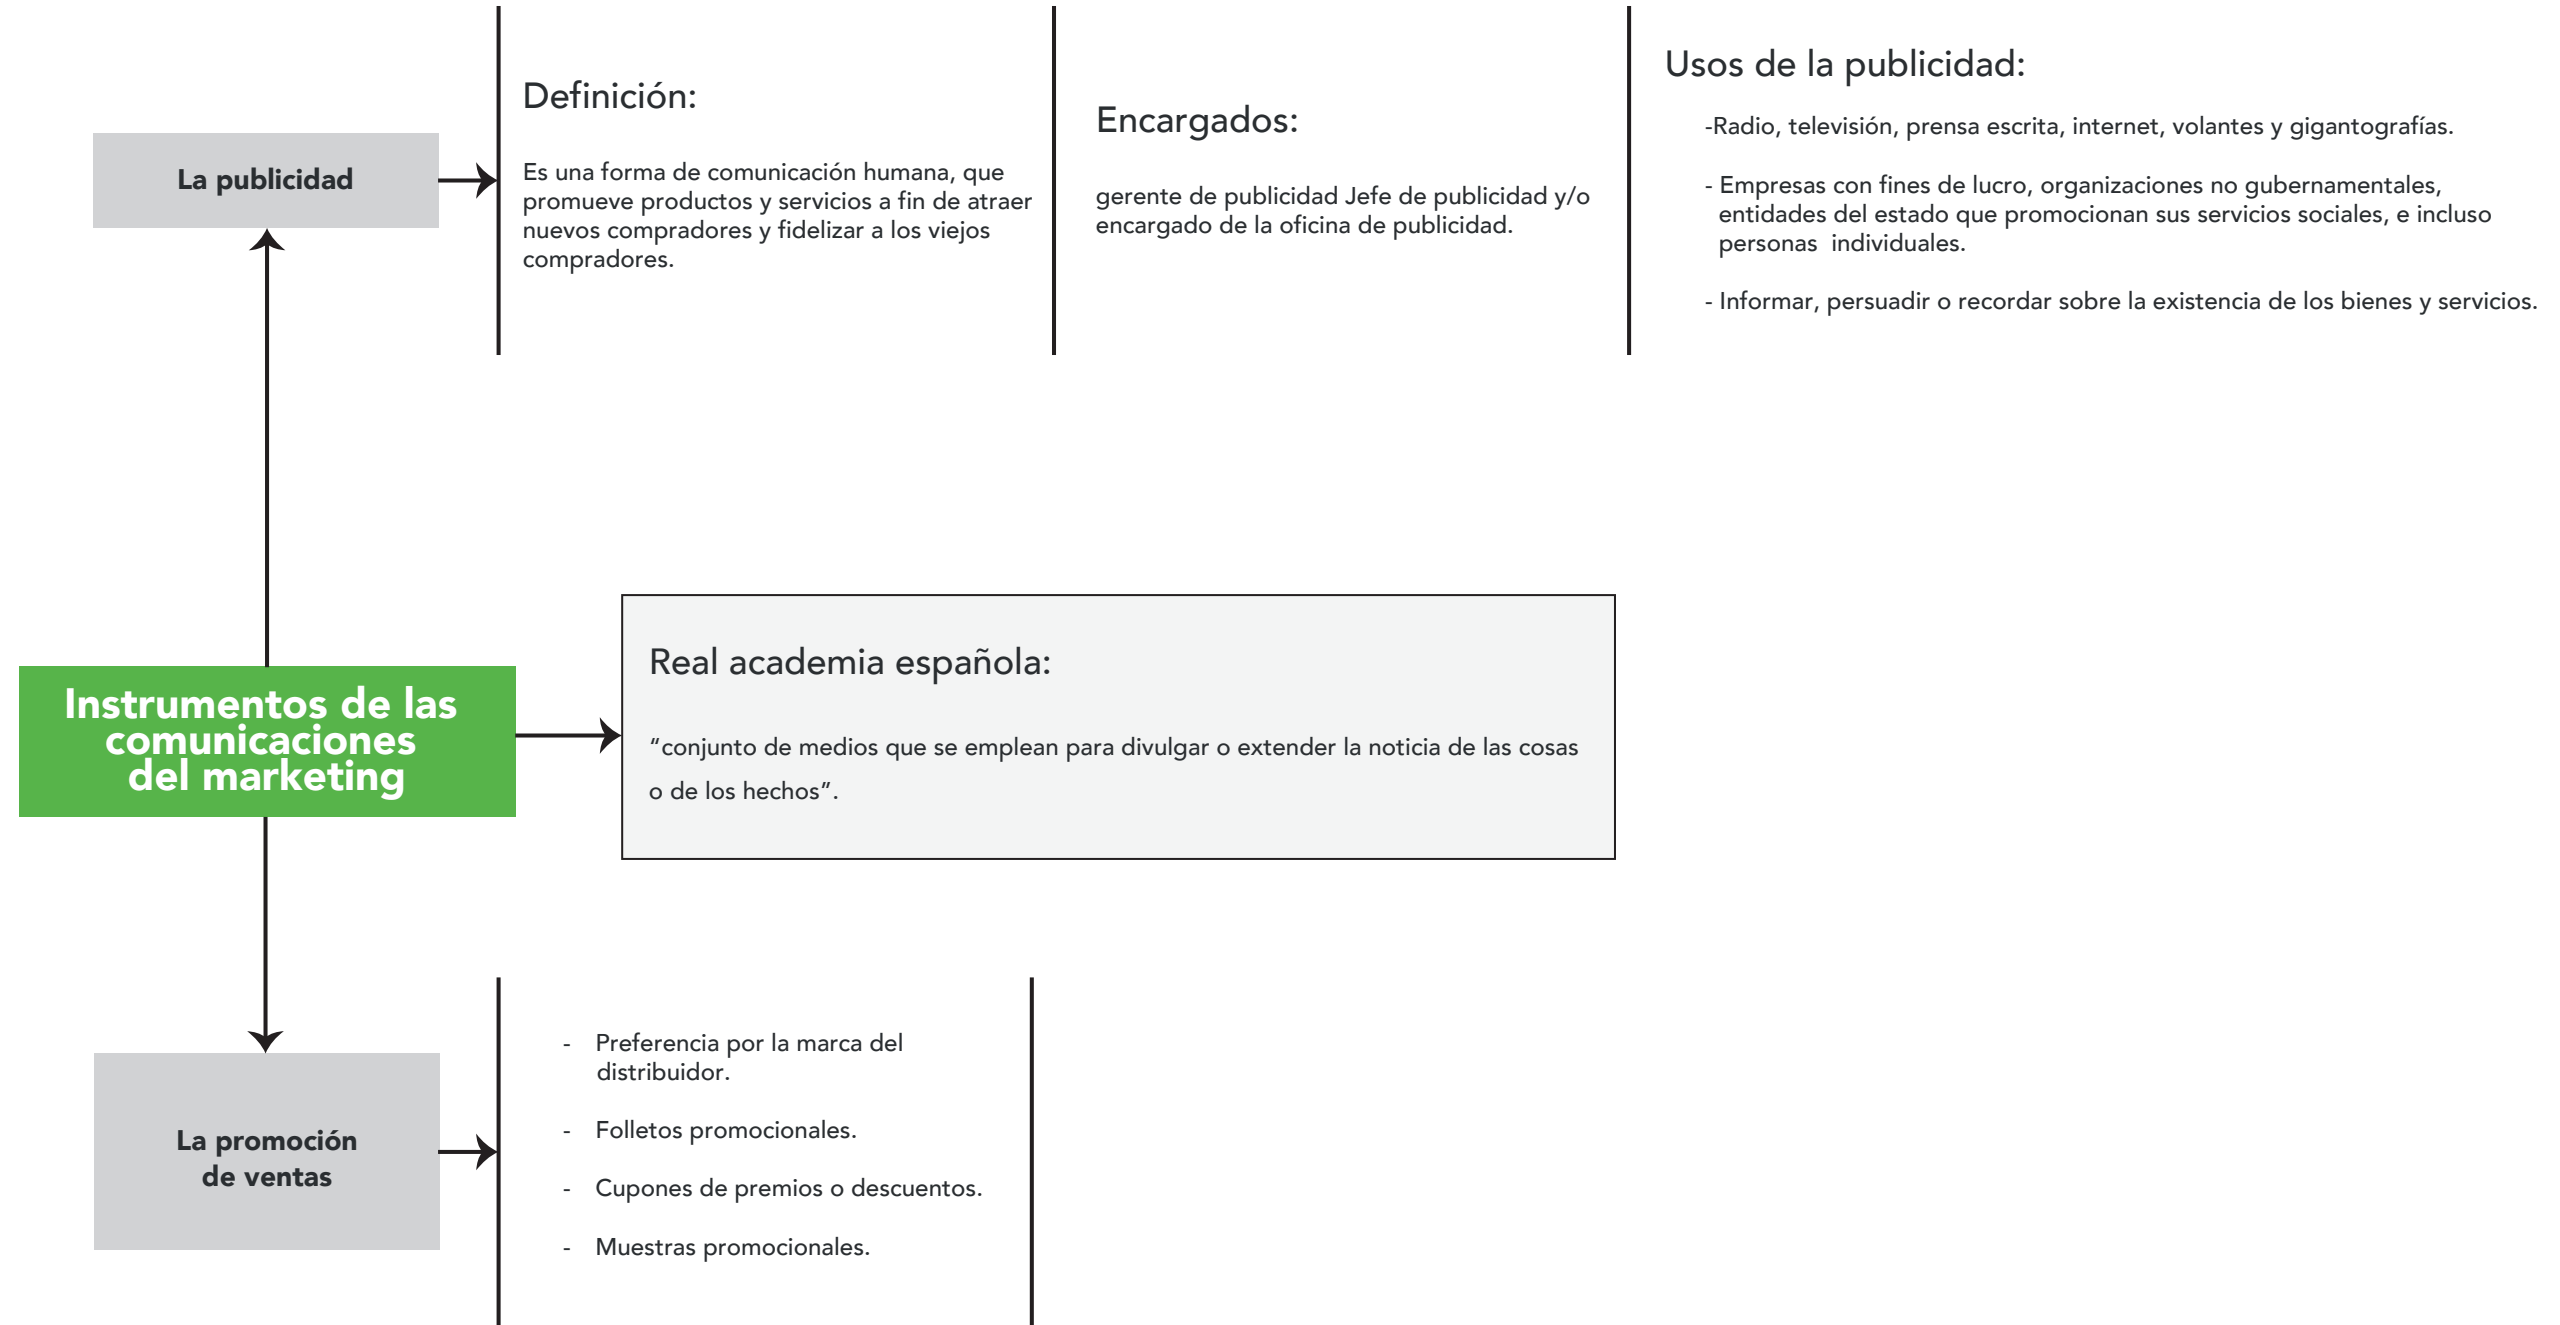 La publicidad
Definición:
Es una forma de comunicación humana, que
promueve productos y servicios a fin de atraer
nuevos compradores y fidelizar a los viejos
compradores.
Encargados:
gerente de publicidad Jefe de publicidad y/o
encargado de la oficina de publicidad.
Usos de la publicidad:
-Radio, televisión, prensa escrita, internet, volantes y gigantografías.
- Empresas con fines de lucro, organizaciones no gubernamentales,
entidades del estado que promocionan sus servicios sociales, e incluso
personas  individuales.
- Informar, persuadir o recordar sobre la existencia de los bienes y servicios.
Instrumentos de las
comunicaciones
del marketing
Real academia española:
“conjunto de medios que se emplean para divulgar o extender la noticia de las cosas
o de los hechos”.
La promoción
de ventas
- Preferencia por la marca del
distribuidor.
- Folletos promocionales.
- Cupones de premios o descuentos.
- Muestras promocionales.